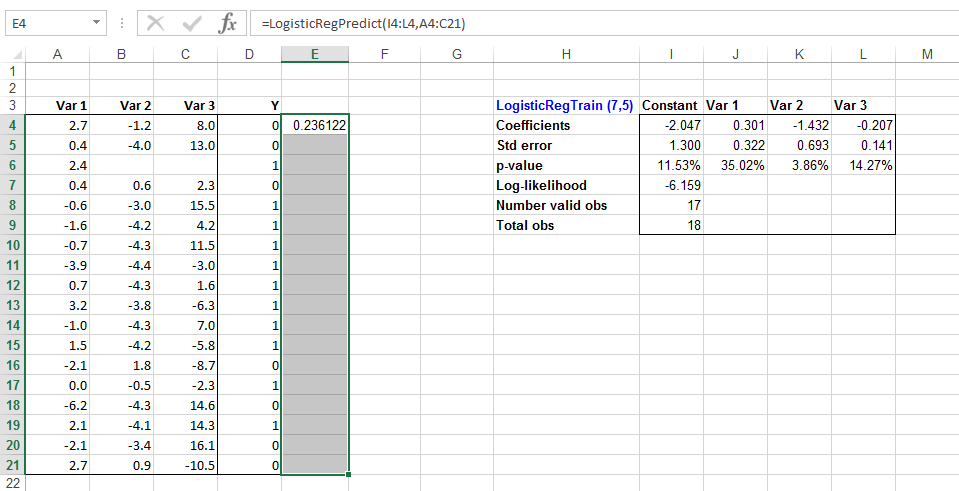 E4 fx =LogisticRegPredict(I4:L4,A4:C21)
A B C D E F G H I J K L M
1
2
3 Var 1 Var 2 Var 3 Y LogisticRegTrain (7,5) Constant Var 1 Var 2 Var 3
4 2.7 -1.2 8.0 0 0.236122 Coefficients -2.047 0.301 -1.432 -0.207
5 0.4 -4.0 13.0 0 Std error 1.300 0.322 0.693 0.141
6 2.4 1 p-value 11.53% 35.02% 3.86% 14.27%
7 0.4 0.6 2.3 0 Log-likelihood -6.159
8 -0.6 -3.0 15.5 1 Number valid obs 17
9 -1.6 -4.2 4.2 1 Total obs 18
10 -0.7 -4.3 11.5 1
11 -3.9 -4.4 -3.0 1
12 0.7 -4.3 1.6 1
13 3.2 -3.8 -6.3 1
14 -1.0 -4.3 7.0 1
15 1.5 -4.2 -5.8 1
16 -2.1 1.8 -8.7 0
17 0.0 -0.5 -2.3 1
18 -6.2 -4.3 14.6 0
19 2.1 -4.1 14.3 1
20 -2.1 -3.4 16.1 0
21 2.7 0.9 -10.5 0
22